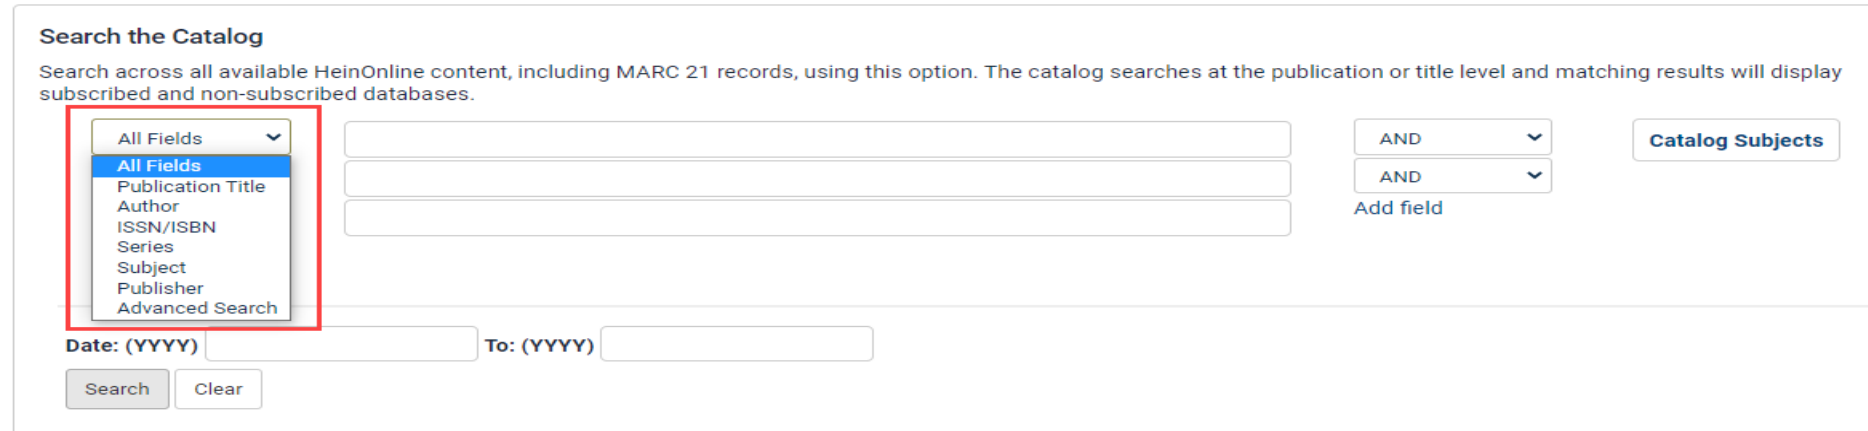 Search the Catalog
Search across all available HeinOnline content, including MARC 21 records, using this option. The catalog searches at the publication or title level and matching results will display
subscribed and non-subscribed databases.
All Fields
AND
Catalog Subjects
All Fields
Publication Title
AND
Author
Add field
ISSN/ISBN
Series
Subject
Publisher
Advanced Search
Date: (YYYY) To: (YYYY)
Search Clear